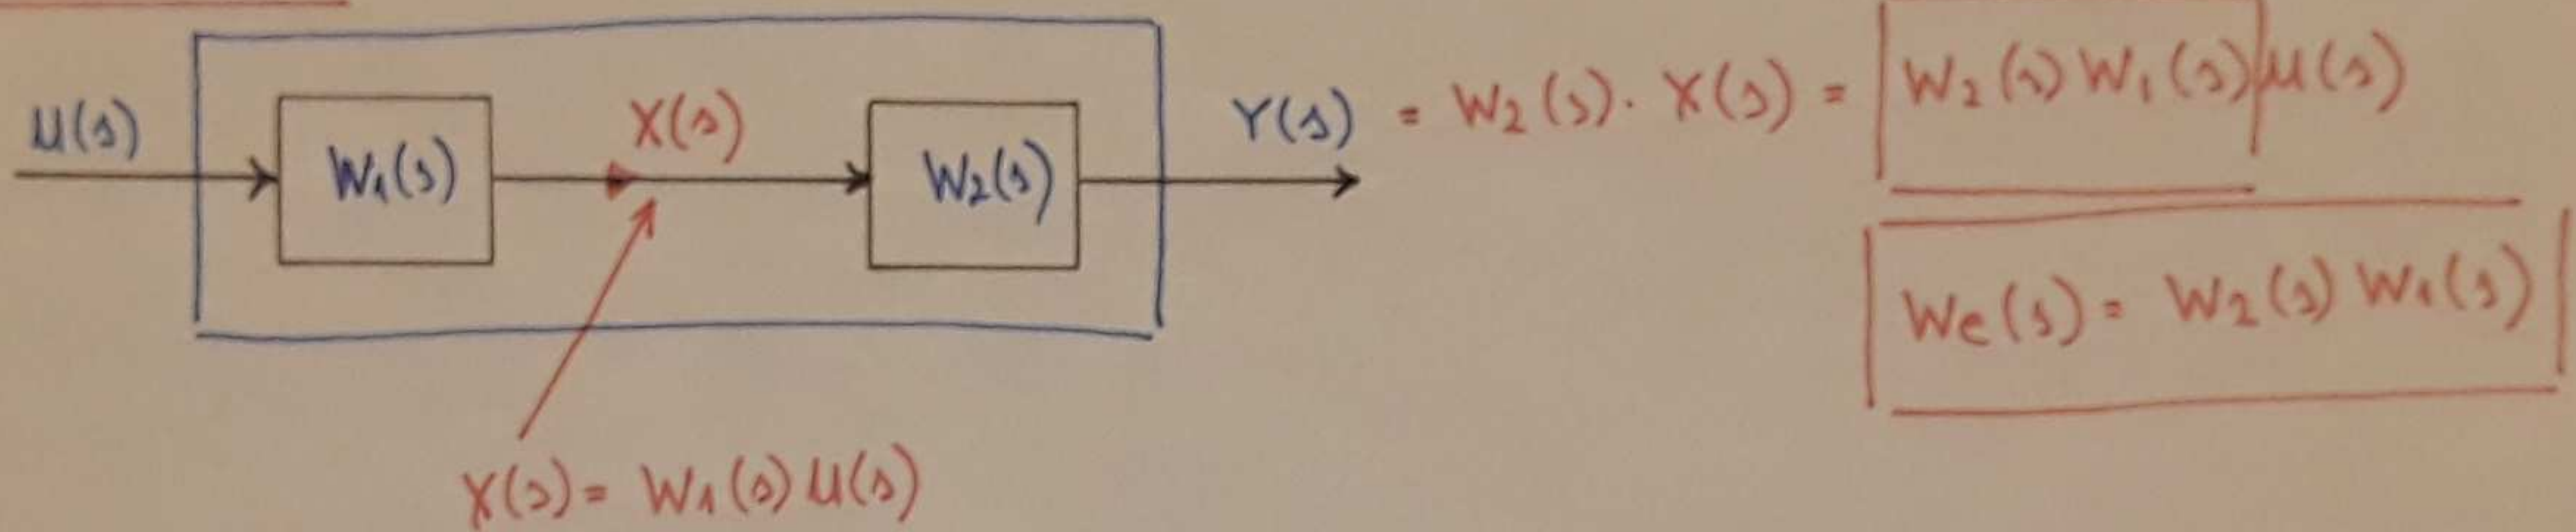 U(s) W1(s) X(s) W2(s) Y(s) = W2(s) · X(s) = W2(s) W1(s) U(s)
We(s) = W2(s) W1(s)
X(s) = W1(s) U(s)